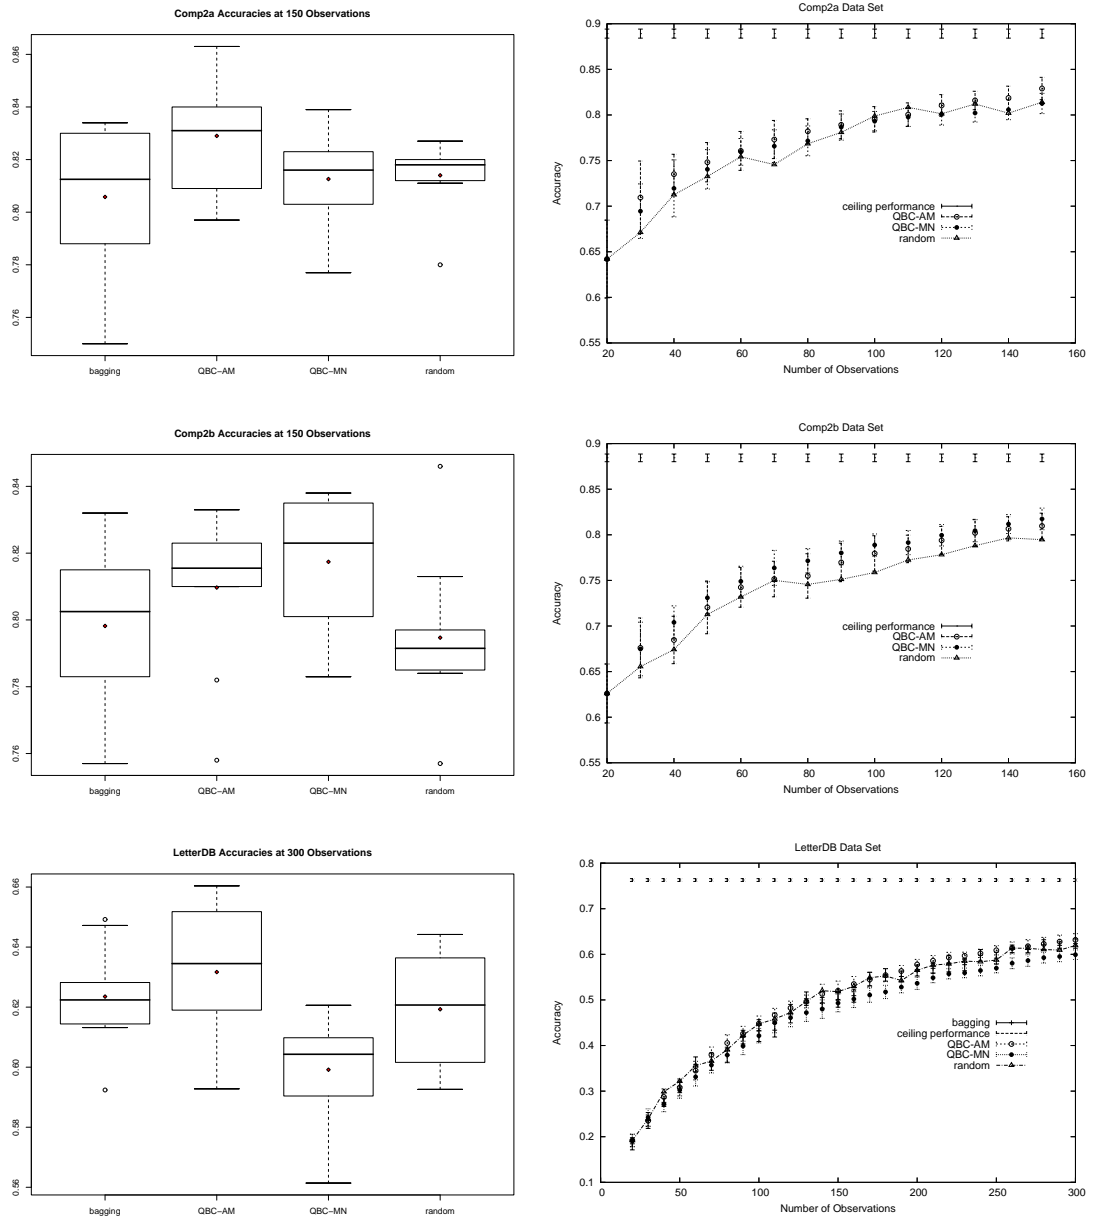 Comp2a Accuracies at 150 Observations
0.86
0.84
0.82
0.80
0.78
0.76
bagging
QBC−AM
QBC−MN
random
Comp2a Data Set
0.9
0.85
0.8
0.75
0.7
0.65
0.6
0.55
Accuracy
ceiling performance
QBC-AM
QBC-MN
random
20 40 60 80 100 120 140 160
Number of Observations
Comp2b Accuracies at 150 Observations
0.84
0.82
0.80
0.78
0.76
bagging
QBC−AM
QBC−MN
random
Comp2b Data Set
0.9
0.85
0.8
0.75
0.7
0.65
0.6
0.55
Accuracy
ceiling performance
QBC-AM
QBC-MN
random
20 40 60 80 100 120 140 160
Number of Observations
LetterDB Accuracies at 300 Observations
0.66
0.64
0.62
0.60
0.58
0.56
bagging
QBC−AM
QBC−MN
random
LetterDB Data Set
0.8
0.7
0.6
0.5
0.4
0.3
0.2
0.1
Accuracy
bagging
ceiling performance
QBC-AM
QBC-MN
random
0 50 100 150 200 250 300
Number of Observations